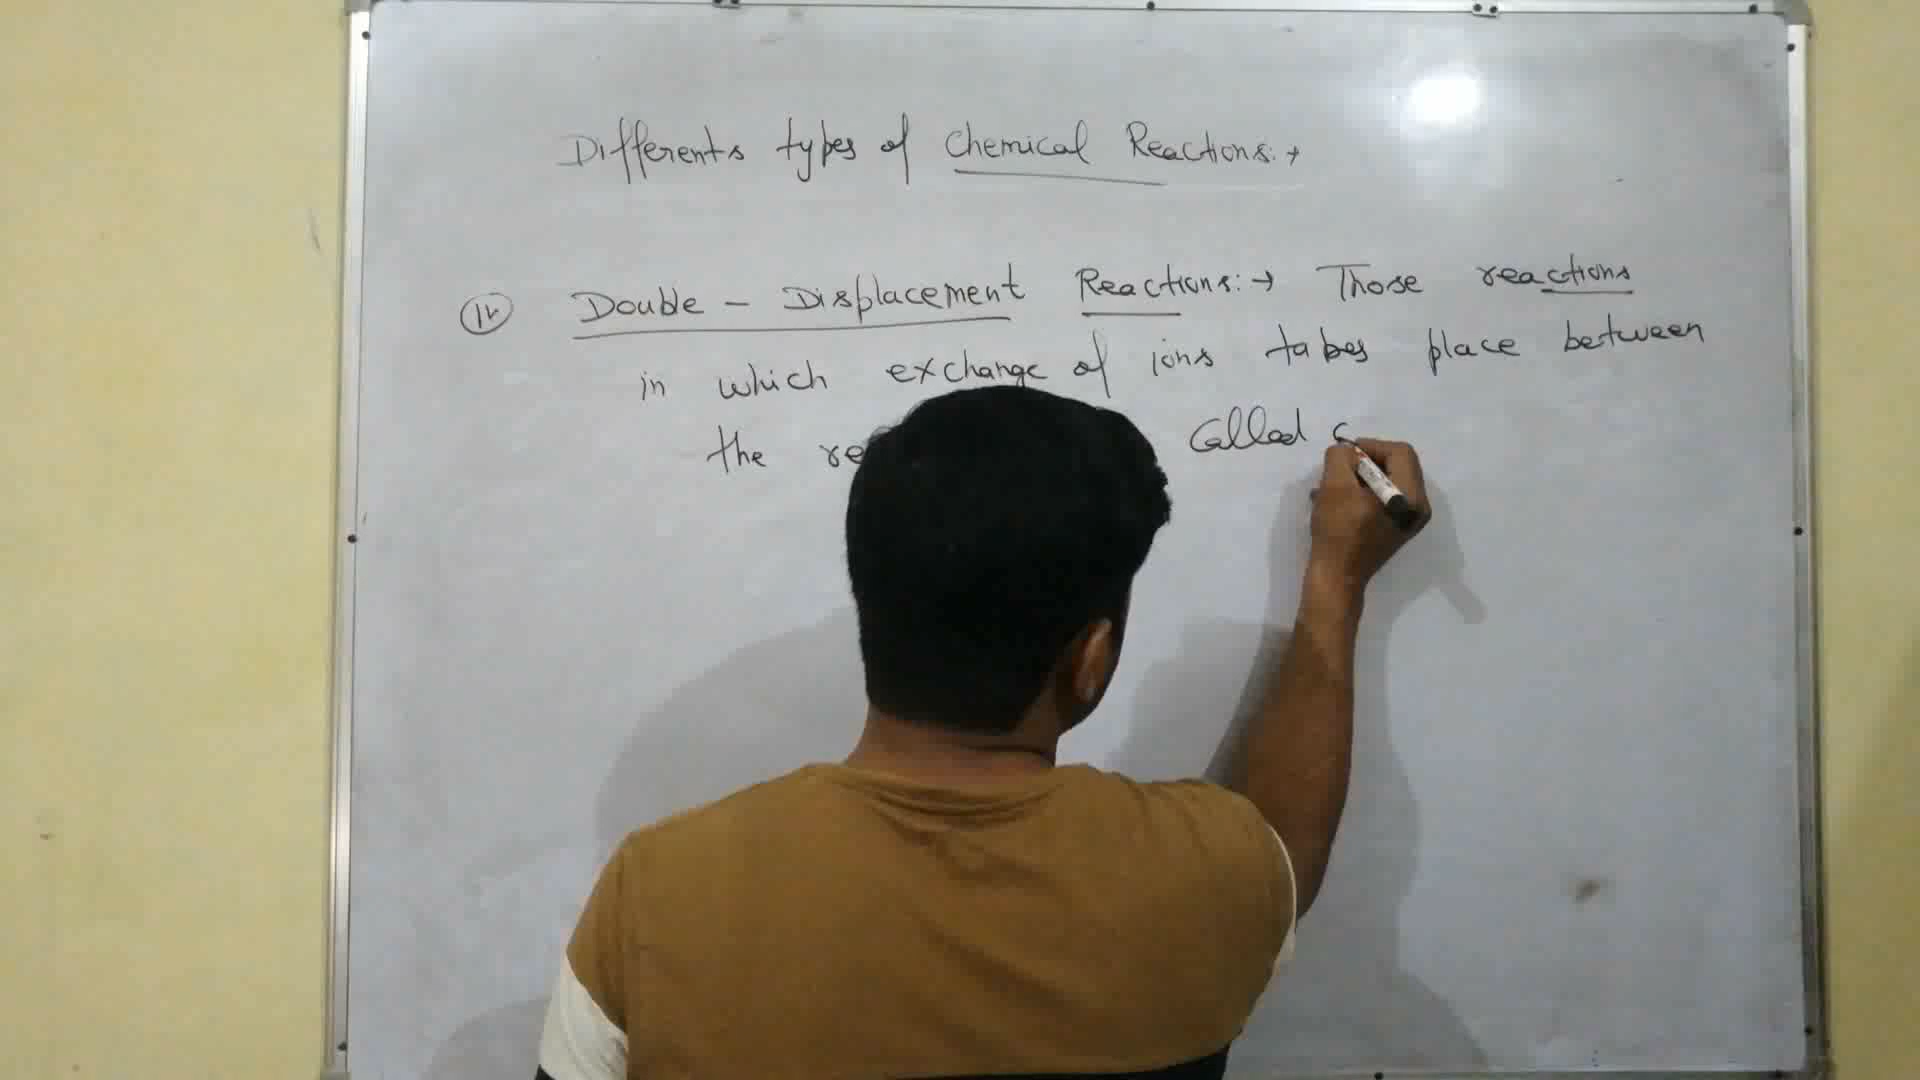 Differents types of Chemical Reactions:→
IV Double - Displacement Reactions:→ Those reactions
in which exchange of ions takes place between
the Called